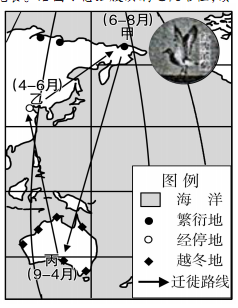 (6–8月)
甲
(4–6月)
乙
丙
(9–4月)
图例
海 洋
繁衍地
经停地
越冬地
迁徙路线